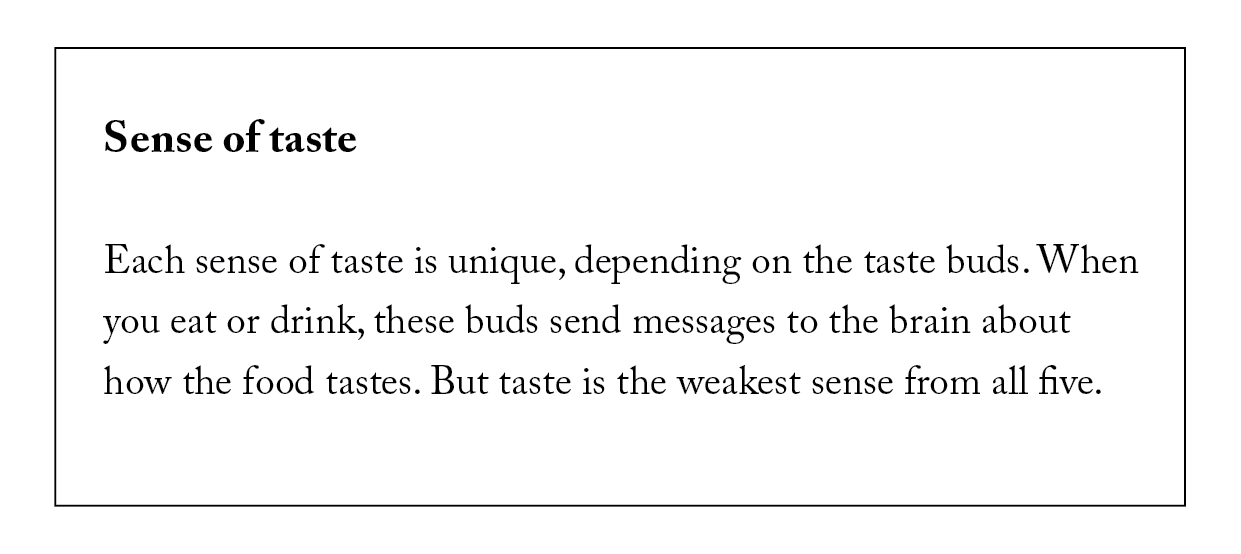 Sense of taste
Each sense of taste is unique, depending on the taste buds. When
you eat or drink, these buds send messages to the brain about
how the food tastes. But taste is the weakest sense from all five.